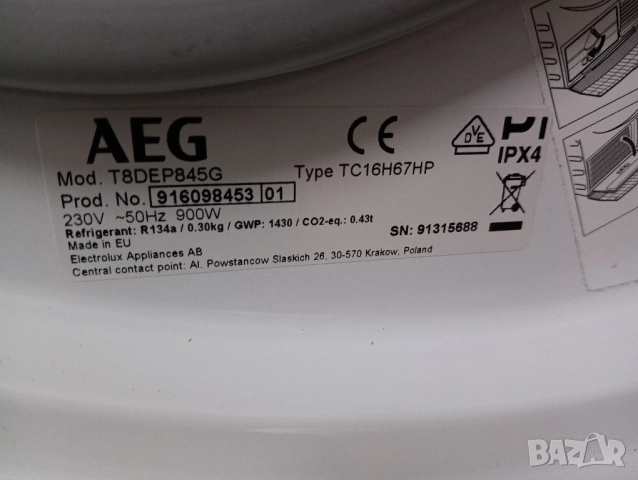 AEG
Mod. T8DEP845G Type TC16H67HP
Prod. No. 916098453 01
230V ~50Hz 900W
Refrigerant: R134a / 0.30kg / GWP: 1430 / CO2-eq.: 0.43t
Made in EU
Electrolux Appliances AB
Central contact point: Al. Powstancow Slaskich 26, 30-570 Krakow, Poland
CE
DVE
IPX4
SN: 91315688
BAZAR